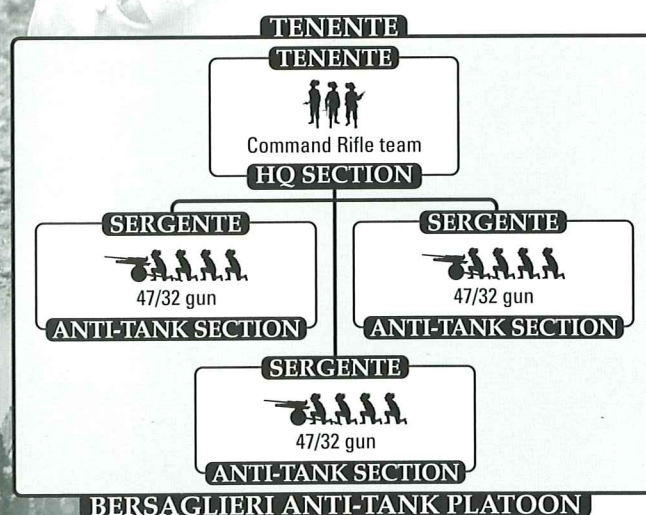 TENENTE
TENENTE
Command Rifle team
HQ SECTION
SERGENTE
47/32 gun
ANTI-TANK SECTION
SERGENTE
47/32 gun
ANTI-TANK SECTION
SERGENTE
47/32 gun
ANTI-TANK SECTION
BERSAGLIERI ANTI-TANK PLATOON